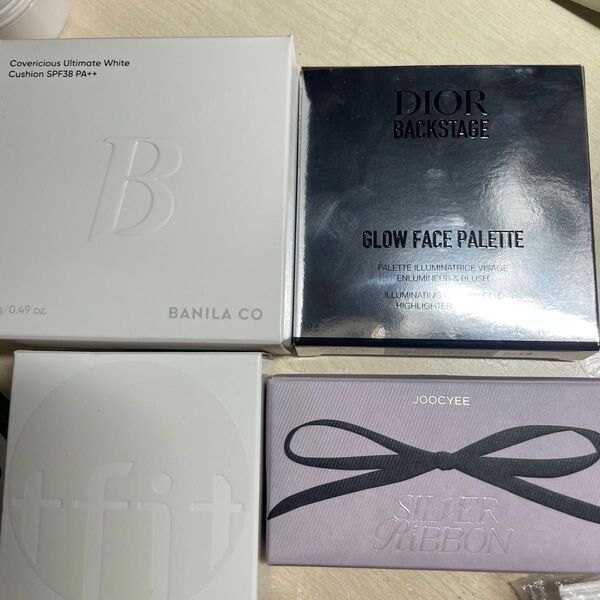 Covericious Ultimate White
Cushion SPF38 PA++
B
g/0.49 oz.
BANILA CO
DIOR
BACKSTAGE
GLOW FACE PALETTE
PALETTE ILLUMINATRICE VISAGE
ENLUMINEUR & BLUSH
ILLUMINATING
HIGHLIGHTER
tfit
JOOCYEE
SILVER
RIBBON